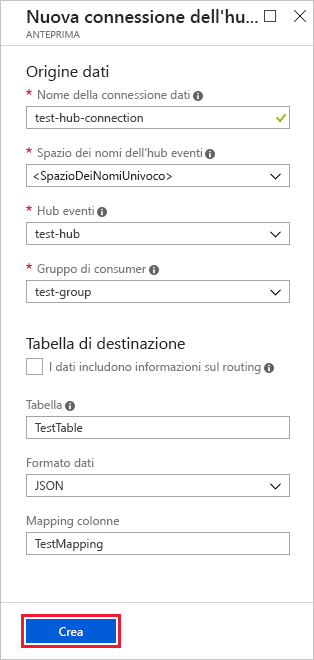 Nuova connessione dell'hu...
ANTEPRIMA
Origine dati
* Nome della connessione dati
test-hub-connection
* Spazio dei nomi dell'hub eventi
<SpazioDeiNomiUnivoco>
* Hub eventi
test-hub
* Gruppo di consumer
test-group
Tabella di destinazione
I dati includono informazioni sul routing
Tabella
TestTable
Formato dati
JSON
Mapping colonne
TestMapping
Crea